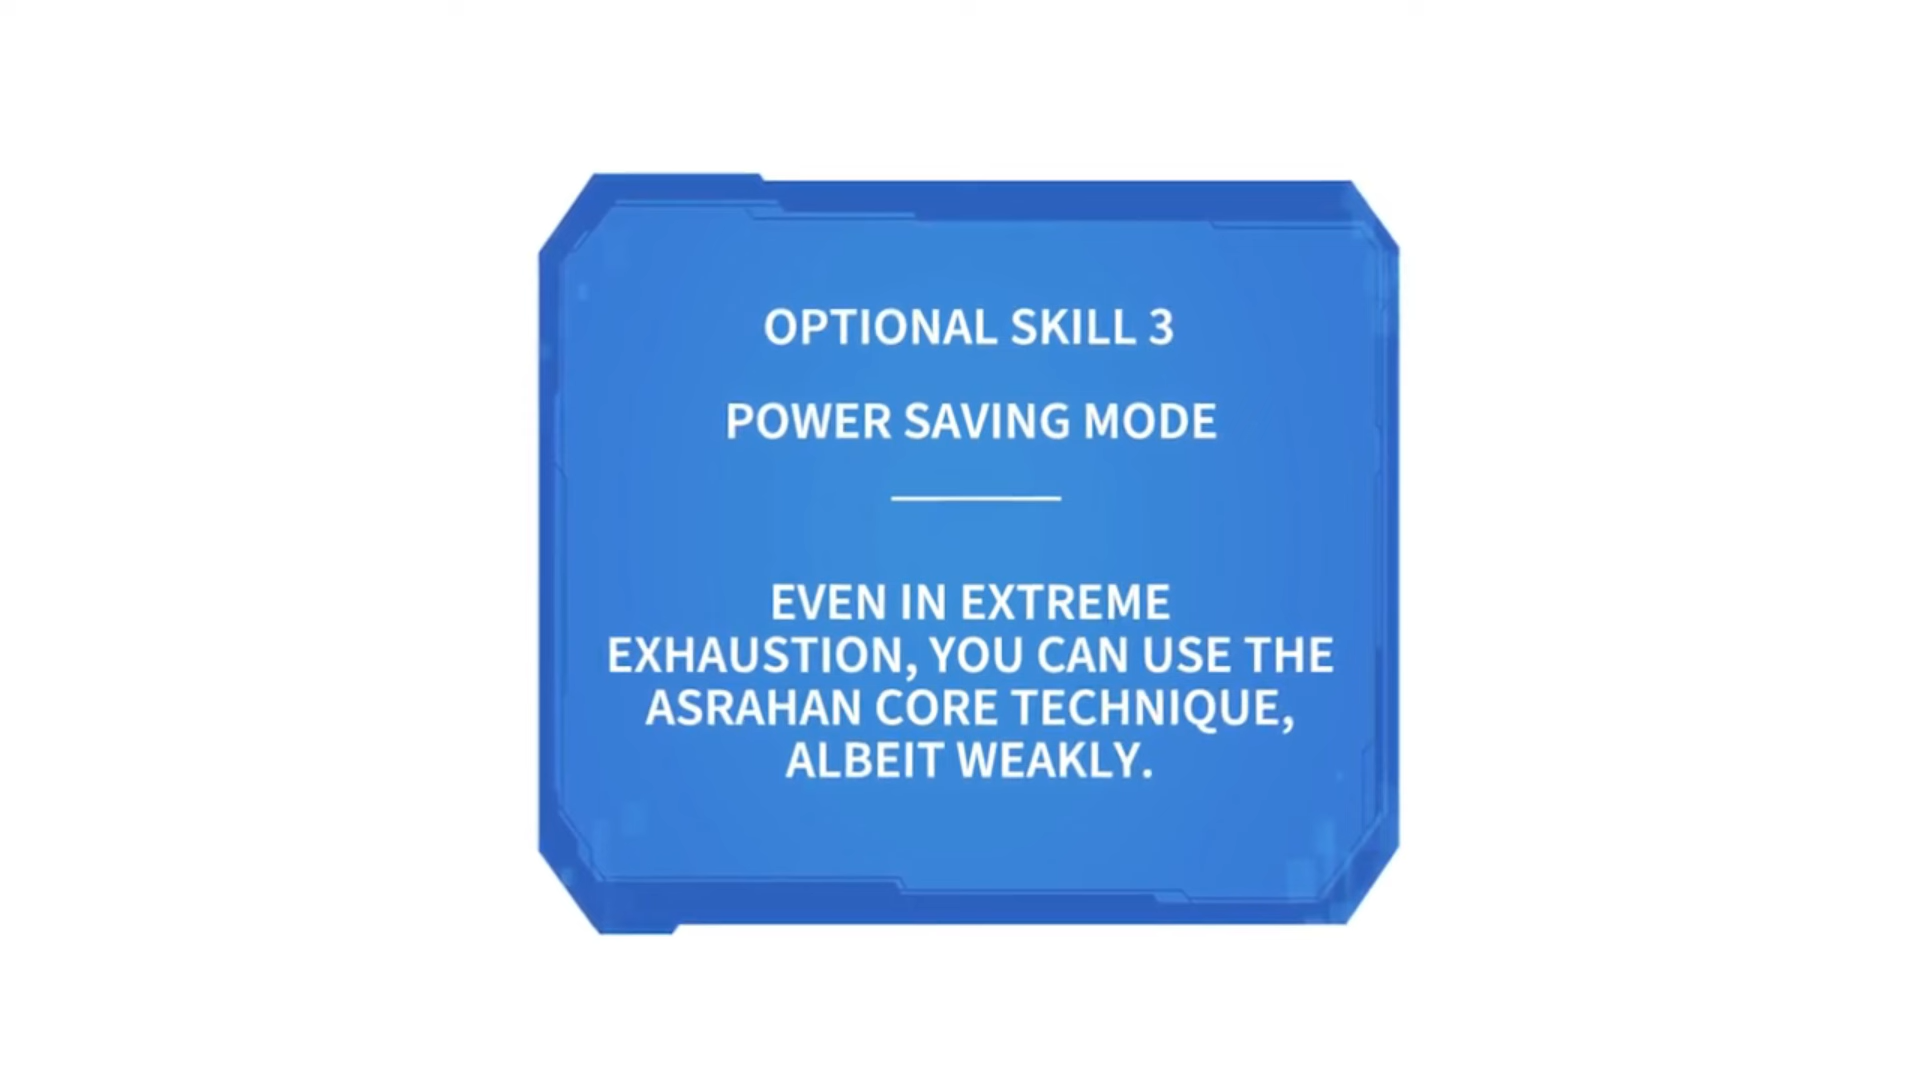 OPTIONAL SKILL 3
POWER SAVING MODE
EVEN IN EXTREME
EXHAUSTION, YOU CAN USE THE
ASRAHAN CORE TECHNIQUE,
ALBEIT WEAKLY.